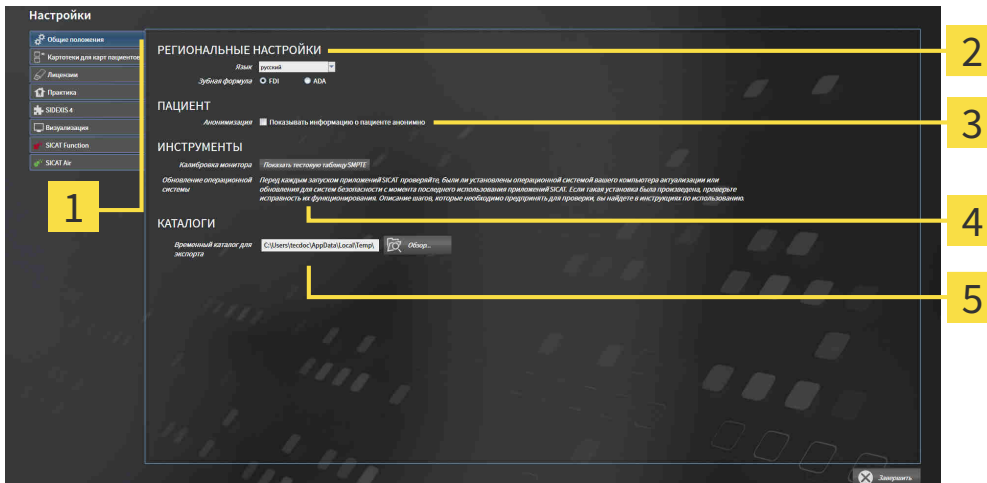 Настройки
Общие положения
Картотеки для карт пациентов
Лицензии
Практика
SIDEXIS 4
Визуализация
SICAT Function
SICAT Air
РЕГИОНАЛЬНЫЕ НАСТРОЙКИ
Язык русский
Зубная формула FDI ADA
ПАЦИЕНТ
Анонимизация Показывать информацию о пациенте анонимно
ИНСТРУМЕНТЫ
Калибровка монитора Показать тестовую таблицу SMPTE
Обновление операционной системы
Перед каждым запуском приложений SICAT проверяйте, были ли установлены операционной системой вашего компьютера актуализации или
обновления для систем безопасности с момента последнего использования приложений SICAT. Если такая установка была произведена, проверьте
исправность их функционирования. Описание шагов, которые необходимо предпринять для проверки, вы найдете в инструкциях по использованию.
КАТАЛОГИ
Временный каталог для экспорта
C:\Users\tecdoc\AppData\Local\Temp\ Обзор...
Завершить
1
2
3
4
5